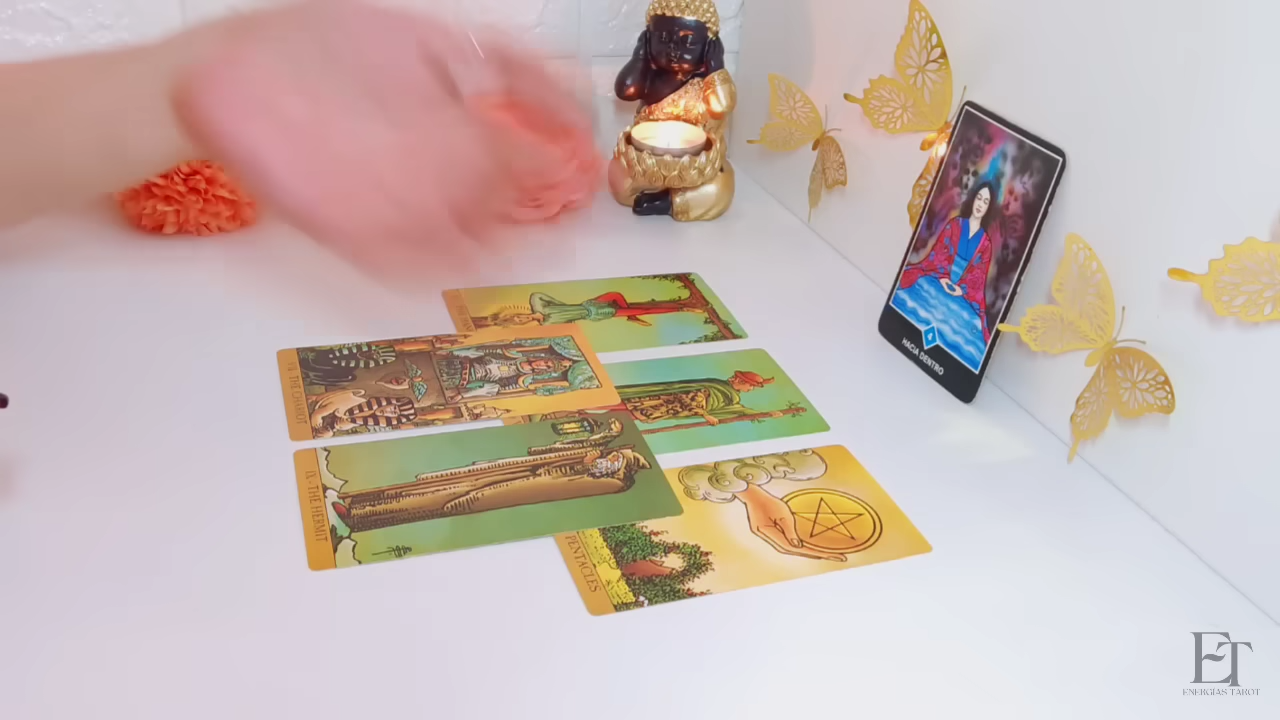 HACIA DENTRO
VII · THE CHARIOT
IX · THE HERMIT
PENTACLES
ET
ENERGIAS TAROT